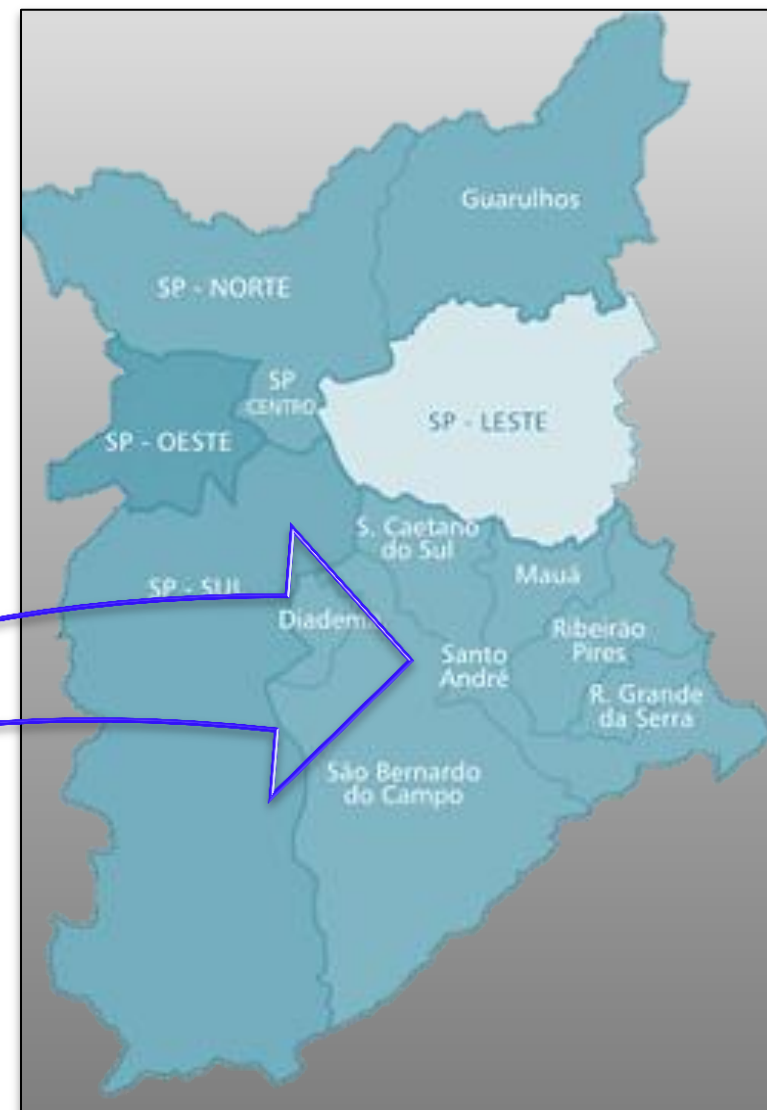 Guarulhos
SP - NORTE
SP
CENTRO
SP - OESTE
SP - LESTE
S. Caetano
do Sul
Mauá
SP - SUL
Diadema
Ribeirão
Pires
Santo
André
R. Grande
da Serra
São Bernardo
do Campo